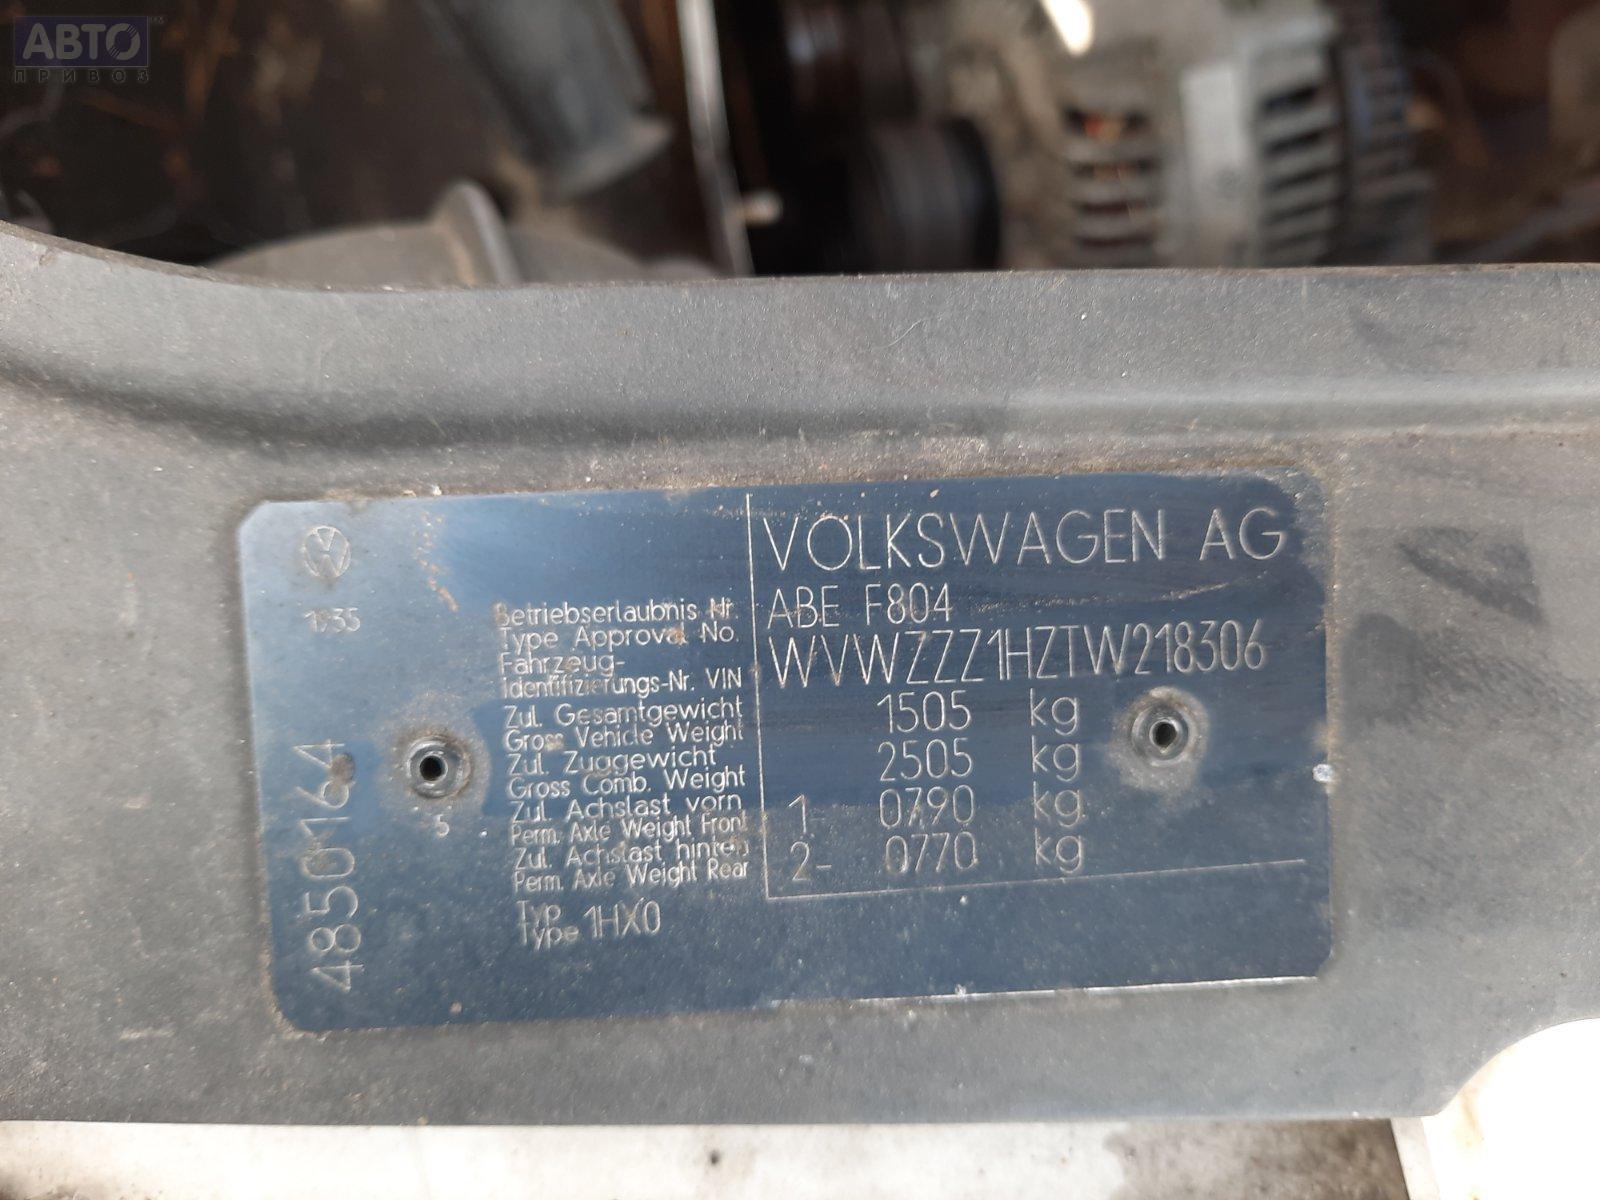 АВТО
ПРИВОЗ
VOLKSWAGEN AG
Betriebserlaubnis Nr.
Type Approval No.
ABE F804
Fahrzeug-
Identifizierungs-Nr. VIN
WVWZZZ1HZTW218306
Zul. Gesamtgewicht
Gross Vehicle Weight
1505 kg
Zul. Zuggewicht
Gross Comb. Weight
2505 kg
Zul. Achslast vorn
Perm. Axle Weight Front
1- 0790 kg
Zul. Achslast hinten
Perm. Axle Weight Rear
2- 0770 kg
Typ
Type 1HX0
4850164
5